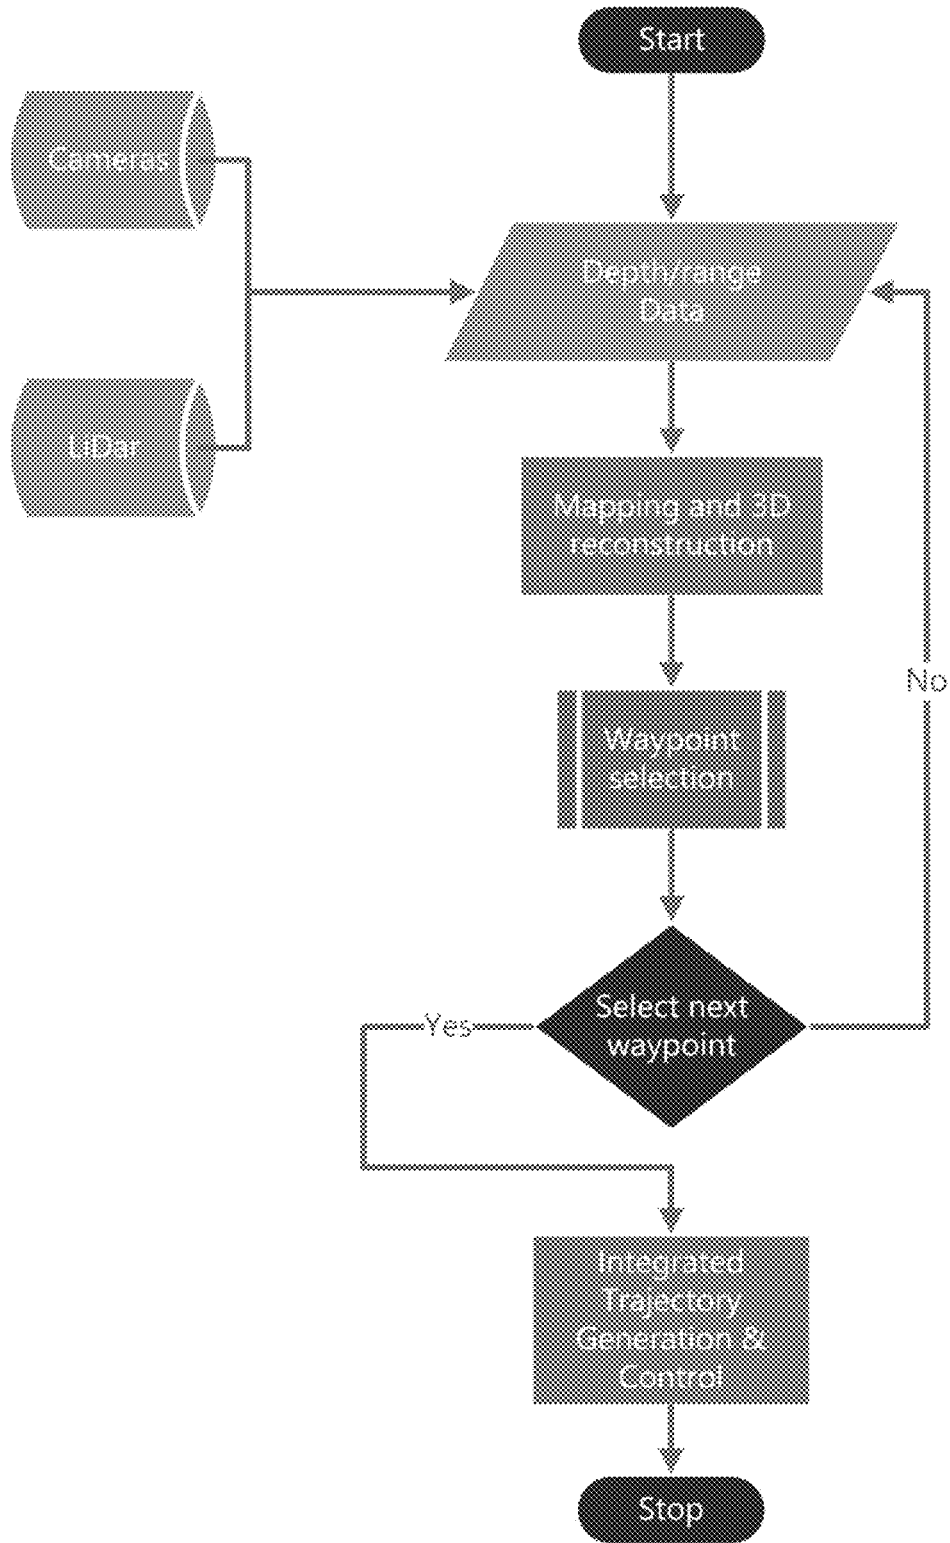 Start
Cameras
Depth/range
Data
LiDar
Mapping and 3D
reconstruction
No
Waypoint
selection
Select next
waypoint
Yes
Integrated
Trajectory
Generation &
Control
Stop